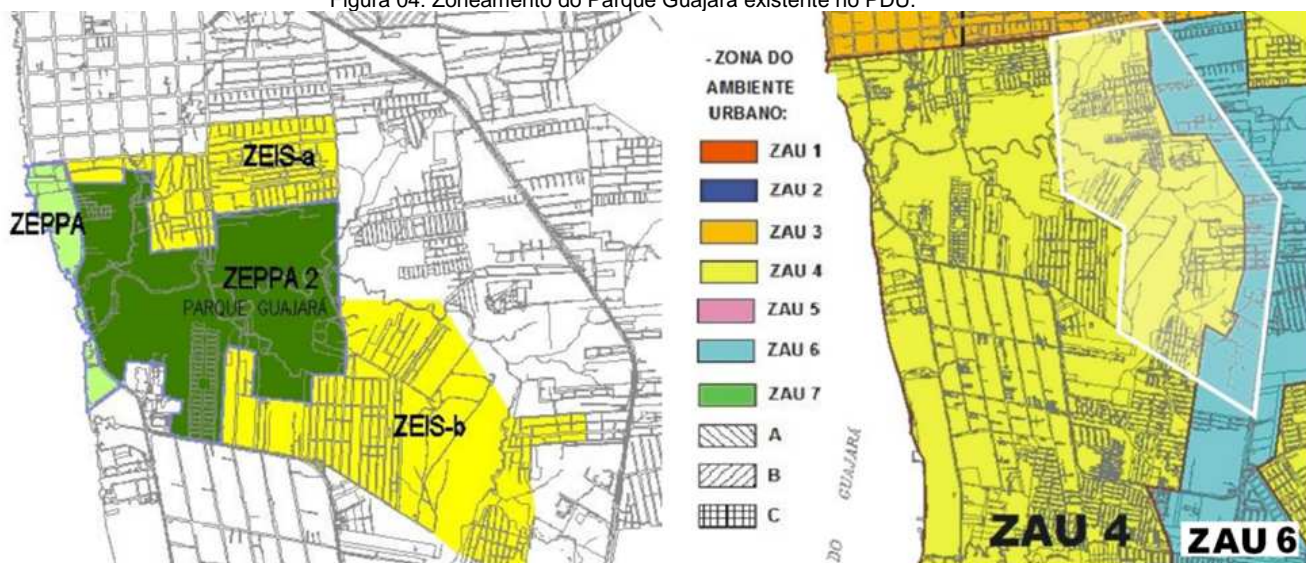 Figura 04: Zoneamento do Parque Guajará existente no PDU.
ZEIS-a
ZEPPA
ZEPPA 2
PARQUE GUAJARÁ
ZEIS-b
- ZONA DO
AMBIENTE
URBANO:
ZAU 1
ZAU 2
ZAU 3
ZAU 4
ZAU 5
ZAU 6
ZAU 7
A
B
C
DO GUAJARÁ
ZAU 4
ZAU 6